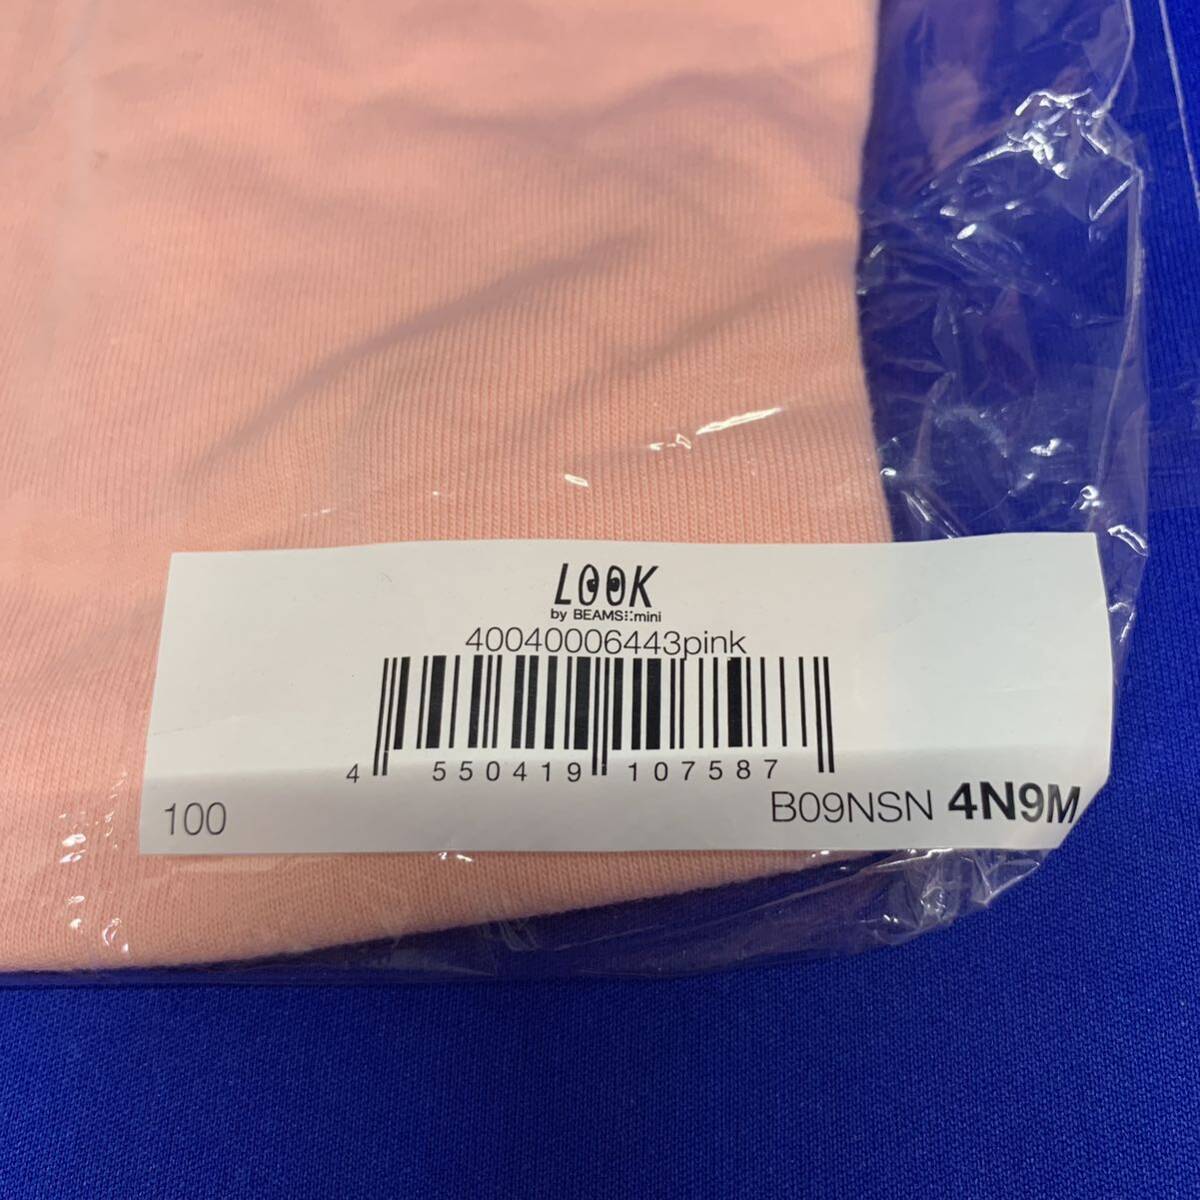 LOOK
by BEAMS mini
40040006443pink
4 550419 107587
100
B09NSN 4N9M